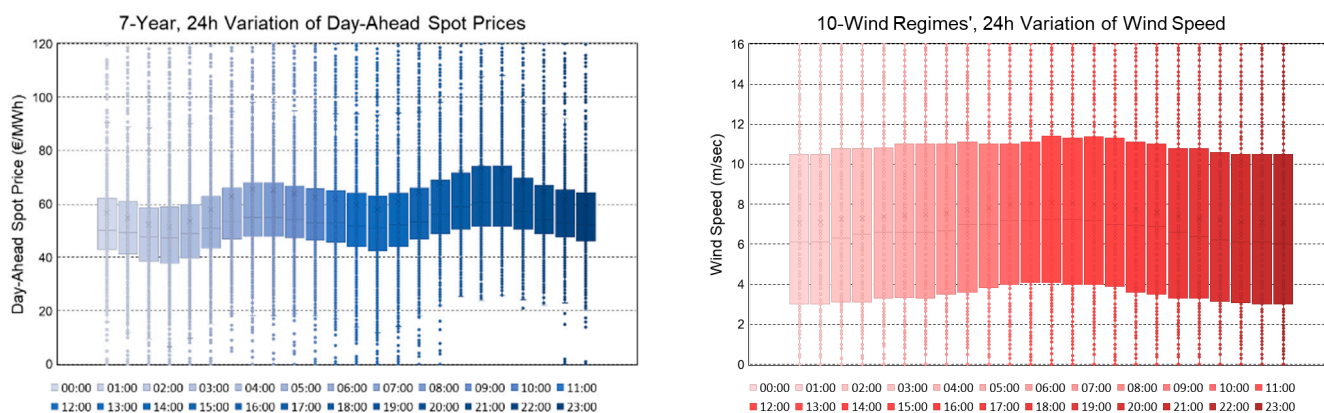 7-Year, 24h Variation of Day-Ahead Spot Prices
120
100
80
60
40
20
0
Day-Ahead Spot Price (€/MWh)
00:00 01:00 02:00 03:00 04:00 05:00 06:00 07:00 08:00 09:00 10:00 11:00
12:00 13:00 14:00 15:00 16:00 17:00 18:00 19:00 20:00 21:00 22:00 23:00
10-Wind Regimes', 24h Variation of Wind Speed
16
14
12
10
8
6
4
2
0
Wind Speed (m/sec)
00:00 01:00 02:00 03:00 04:00 05:00 06:00 07:00 08:00 09:00 10:00 11:00
12:00 13:00 14:00 15:00 16:00 17:00 18:00 19:00 20:00 21:00 22:00 23:00